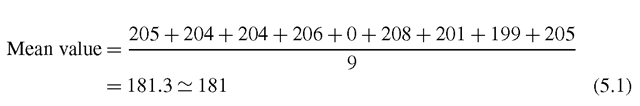 205 + 204 + 204 + 206 + 0 + 208 + 201 + 199 + 205
Mean value =
9
= 181.3 ≃ 181 (5.1)